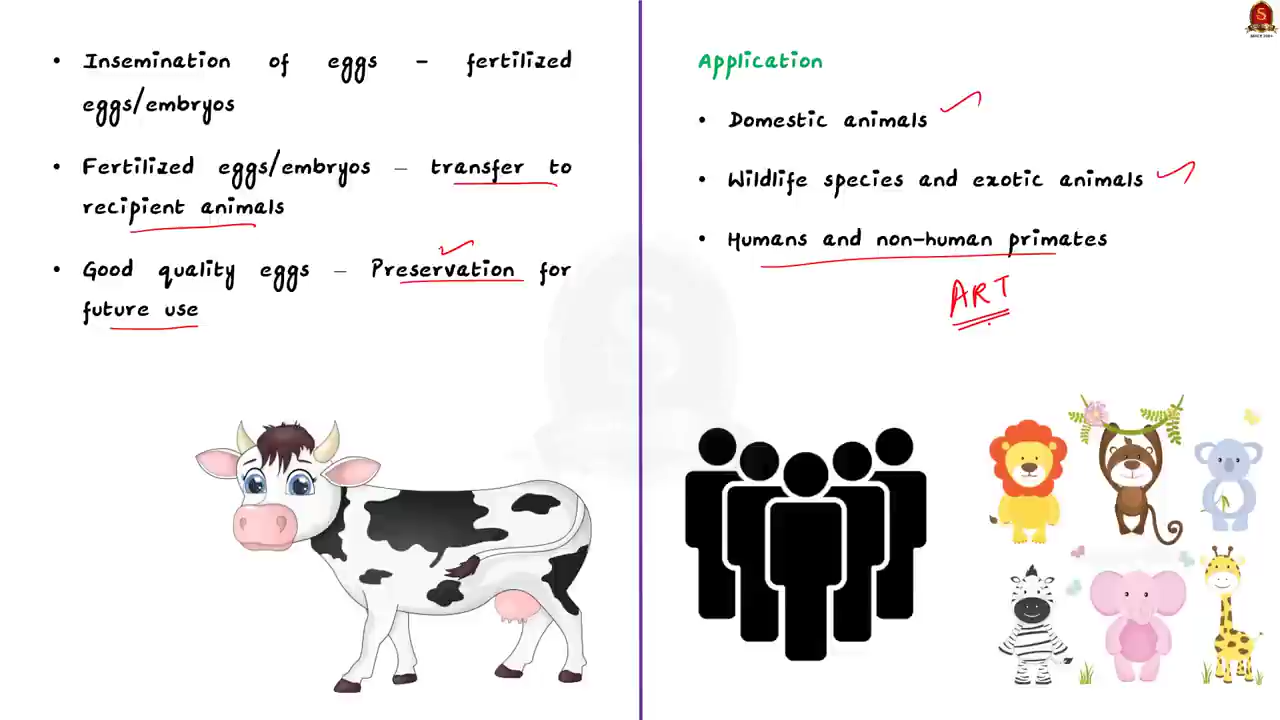 • Insemination of eggs – fertilized
eggs/embryos
• Fertilized eggs/embryos – transfer to
recipient animals
• Good quality eggs – Preservation for
future use
Application
• Domestic animals
• Wildlife species and exotic animals
• Humans and non-human primates
ART
S